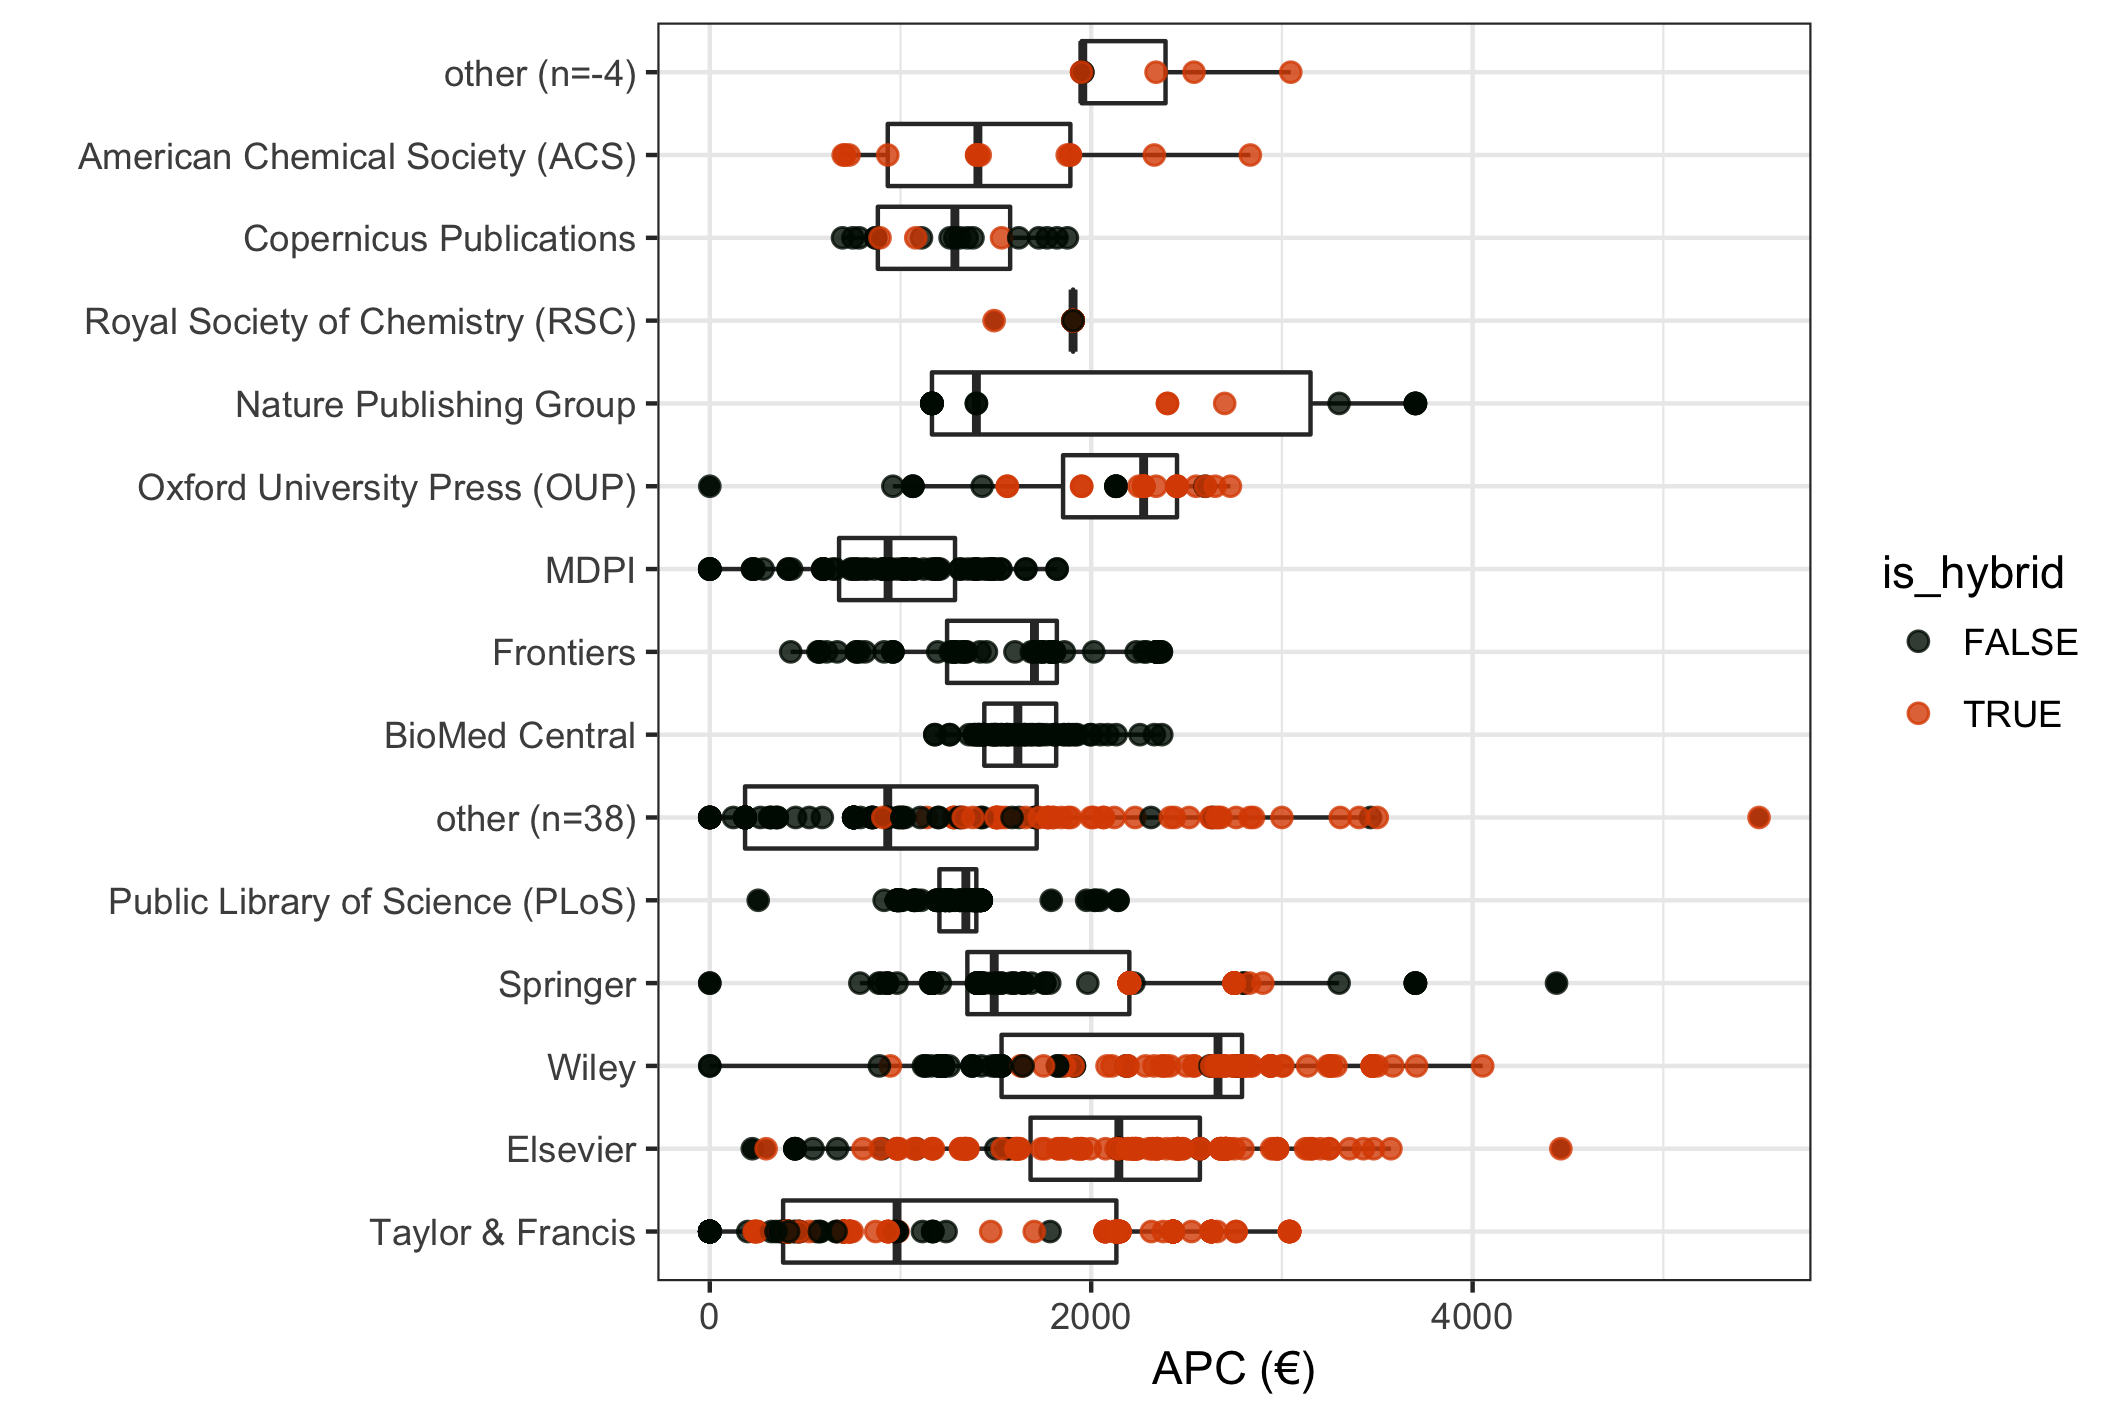 other (n=-4)
American Chemical Society (ACS)
Copernicus Publications
Royal Society of Chemistry (RSC)
Nature Publishing Group
Oxford University Press (OUP)
MDPI
Frontiers
BioMed Central
other (n=38)
Public Library of Science (PLoS)
Springer
Wiley
Elsevier
Taylor & Francis
0 2000 4000
APC (€)
is_hybrid
FALSE
TRUE